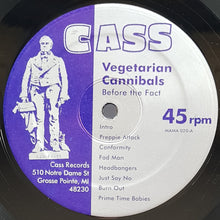 CASS
Vegetarian
Cannibals
Before the Fact
45 rpm
MAMA 020-A
Intro
Preppie Attack
Conformity
Fad Man
Headbangers
Just Say No
Burn Out
Prime Time Babies
Cass Records
510 Notre Dame St
Grosse Pointe, MI
48230